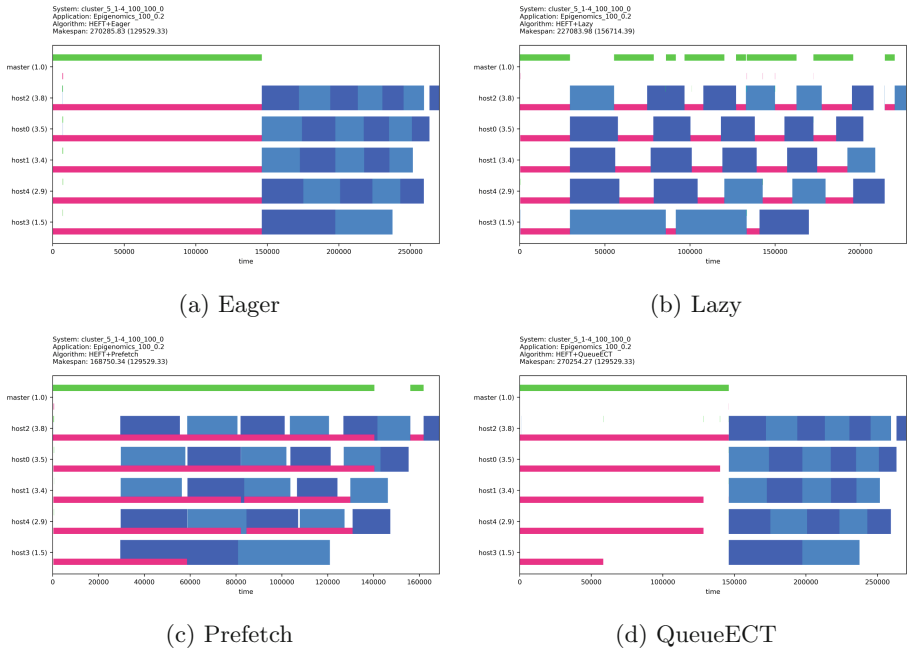 System: cluster_5_1-4_100_100_0
Application: Epigenomics_100_0.2
Algorithm: HEFT+Eager
Makespan: 270285.83 (129529.33)
master (1.0)
host2 (3.8)
host0 (3.5)
host1 (3.4)
host4 (2.9)
host3 (1.5)
0 50000 100000 150000 200000 250000
time
(a) Eager
System: cluster_5_1-4_100_100_0
Application: Epigenomics_100_0.2
Algorithm: HEFT+Lazy
Makespan: 227083.98 (156714.39)
master (1.0)
host2 (3.8)
host0 (3.5)
host1 (3.4)
host4 (2.9)
host3 (1.5)
0 50000 100000 150000 200000
time
(b) Lazy
System: cluster_5_1-4_100_100_0
Application: Epigenomics_100_0.2
Algorithm: HEFT+Prefetch
Makespan: 168750.34 (129529.33)
master (1.0)
host2 (3.8)
host0 (3.5)
host1 (3.4)
host4 (2.9)
host3 (1.5)
0 20000 40000 60000 80000 100000 120000 140000 160000
time
(c) Prefetch
System: cluster_5_1-4_100_100_0
Application: Epigenomics_100_0.2
Algorithm: HEFT+QueueECT
Makespan: 270254.27 (129529.33)
master (1.0)
host2 (3.8)
host0 (3.5)
host1 (3.4)
host4 (2.9)
host3 (1.5)
0 50000 100000 150000 200000 250000
time
(d) QueueECT